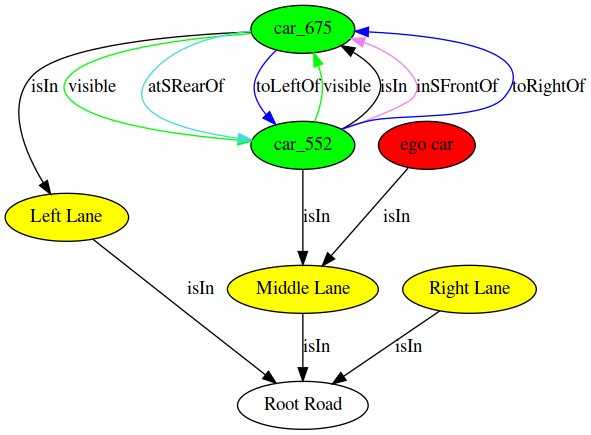 car_675
isIn visible atSRearOf toLeftOf visible isIn inSFrontOf toRightOf
car_552 ego car
isIn isIn
Left Lane
isIn Middle Lane Right Lane
isIn isIn
Root Road